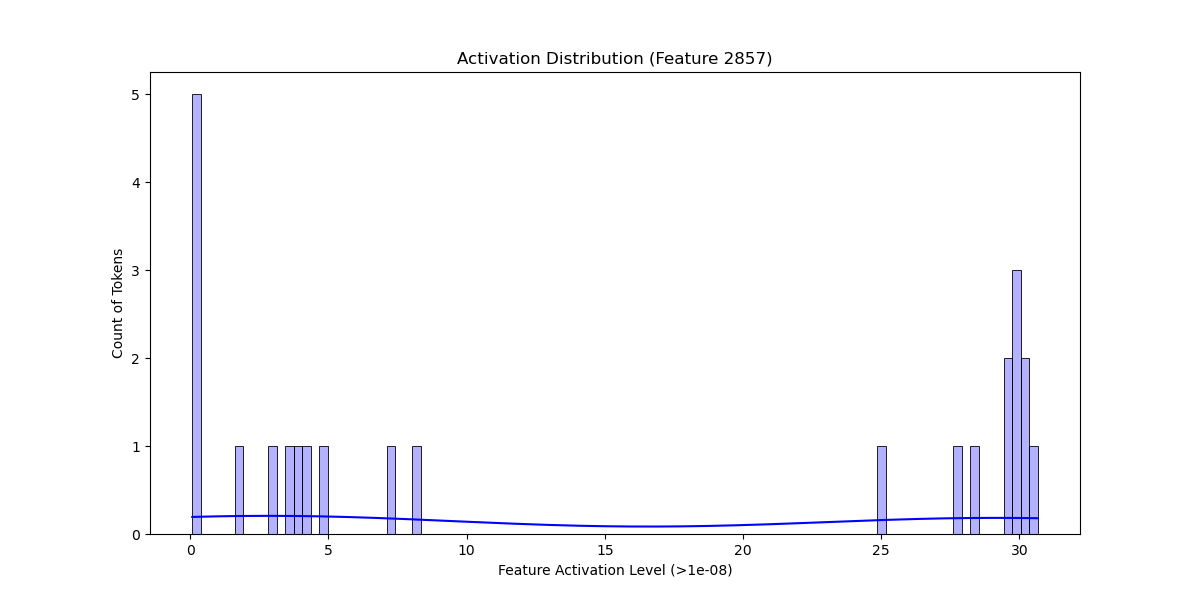 Activation Distribution (Feature 2857)
Count of Tokens
5
4
3
2
1
0
0 5 10 15 20 25 30
Feature Activation Level (>1e-08)